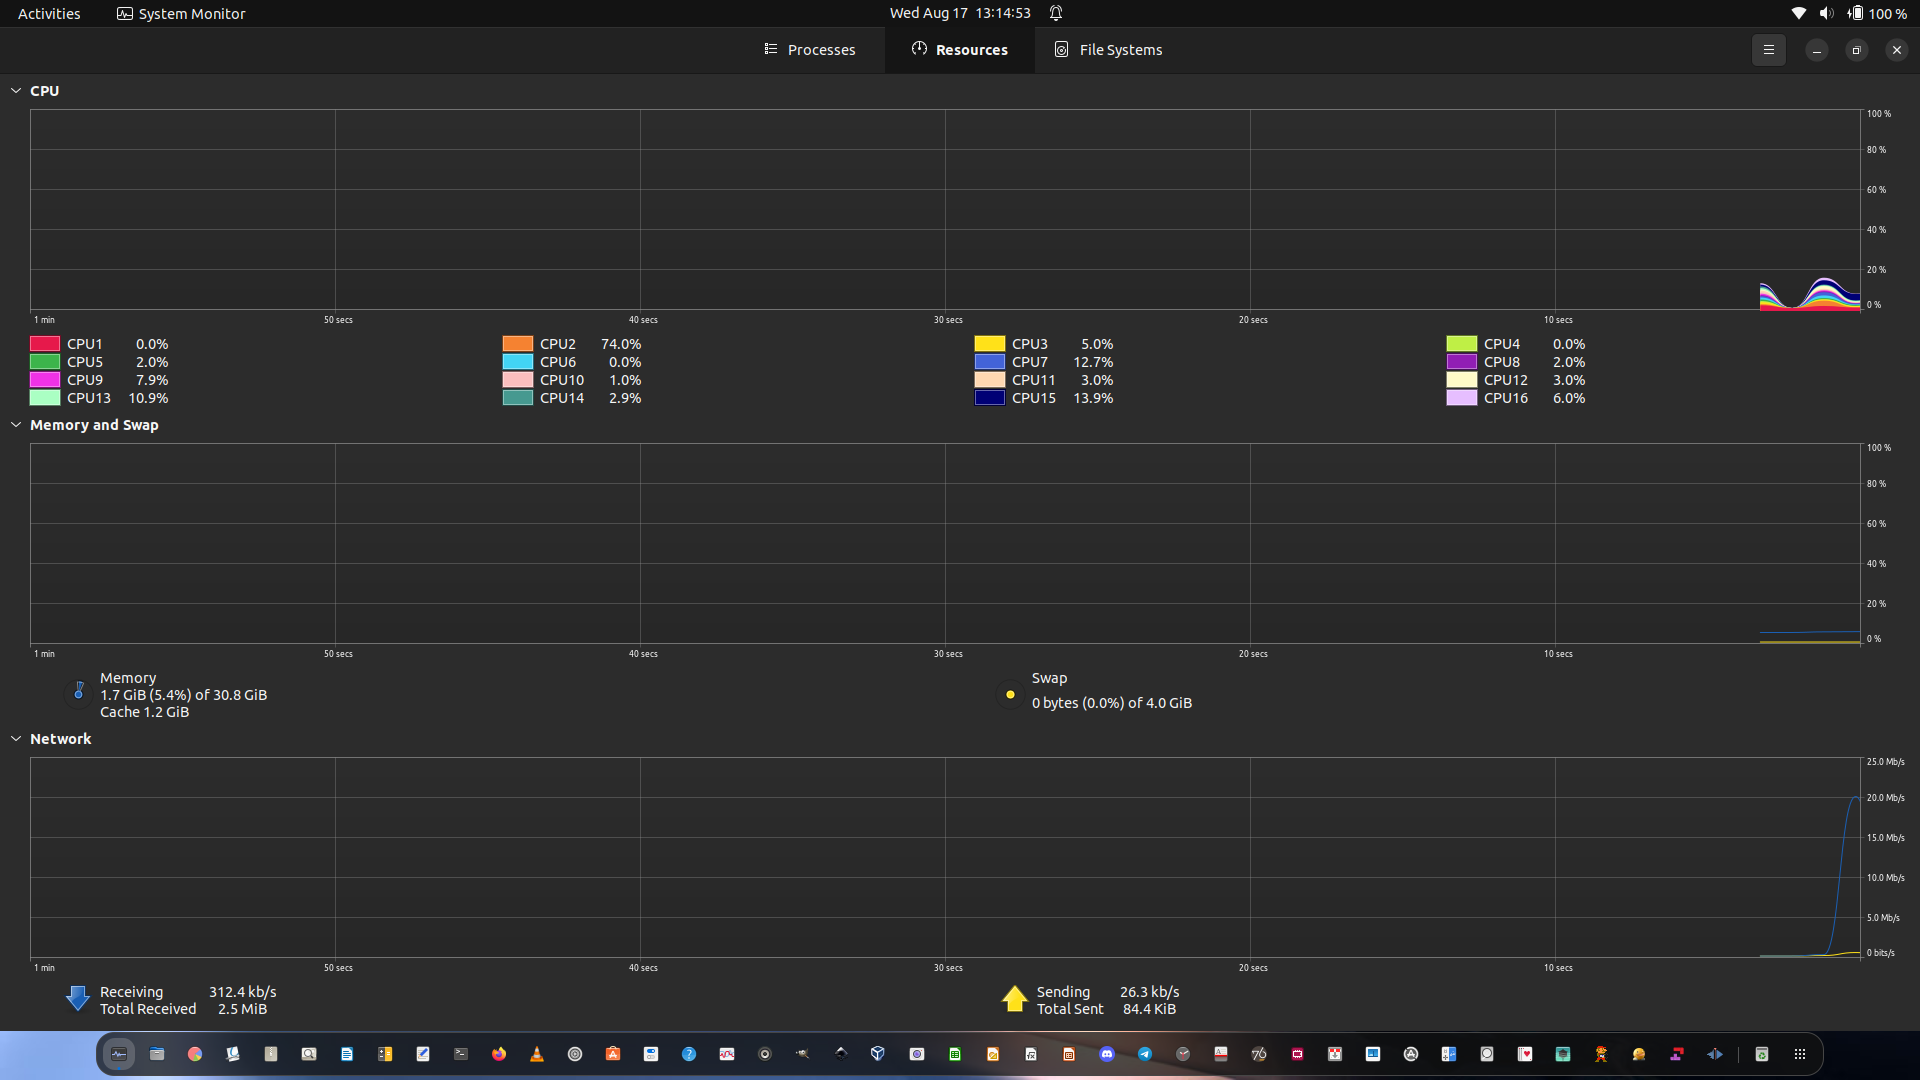 Activities System Monitor Wed Aug 17 13:14:53 100 %
Processes Resources File Systems
CPU
100 %
80 %
60 %
40 %
20 %
0 %
1 min 50 secs 40 secs 30 secs 20 secs 10 secs
CPU1 0.0% CPU2 74.0% CPU3 5.0% CPU4 0.0%
CPU5 2.0% CPU6 0.0% CPU7 12.7% CPU8 2.0%
CPU9 7.9% CPU10 1.0% CPU11 3.0% CPU12 3.0%
CPU13 10.9% CPU14 2.9% CPU15 13.9% CPU16 6.0%
Memory and Swap
100 %
80 %
60 %
40 %
20 %
0 %
1 min 50 secs 40 secs 30 secs 20 secs 10 secs
Memory Swap
1.7 GiB (5.4%) of 30.8 GiB 0 bytes (0.0%) of 4.0 GiB
Cache 1.2 GiB
Network
25.0 Mb/s
20.0 Mb/s
15.0 Mb/s
10.0 Mb/s
5.0 Mb/s
0 bits/s
1 min 50 secs 40 secs 30 secs 20 secs 10 secs
Receiving 312.4 kb/s Sending 26.3 kb/s
Total Received 2.5 MiB Total Sent 84.4 KiB